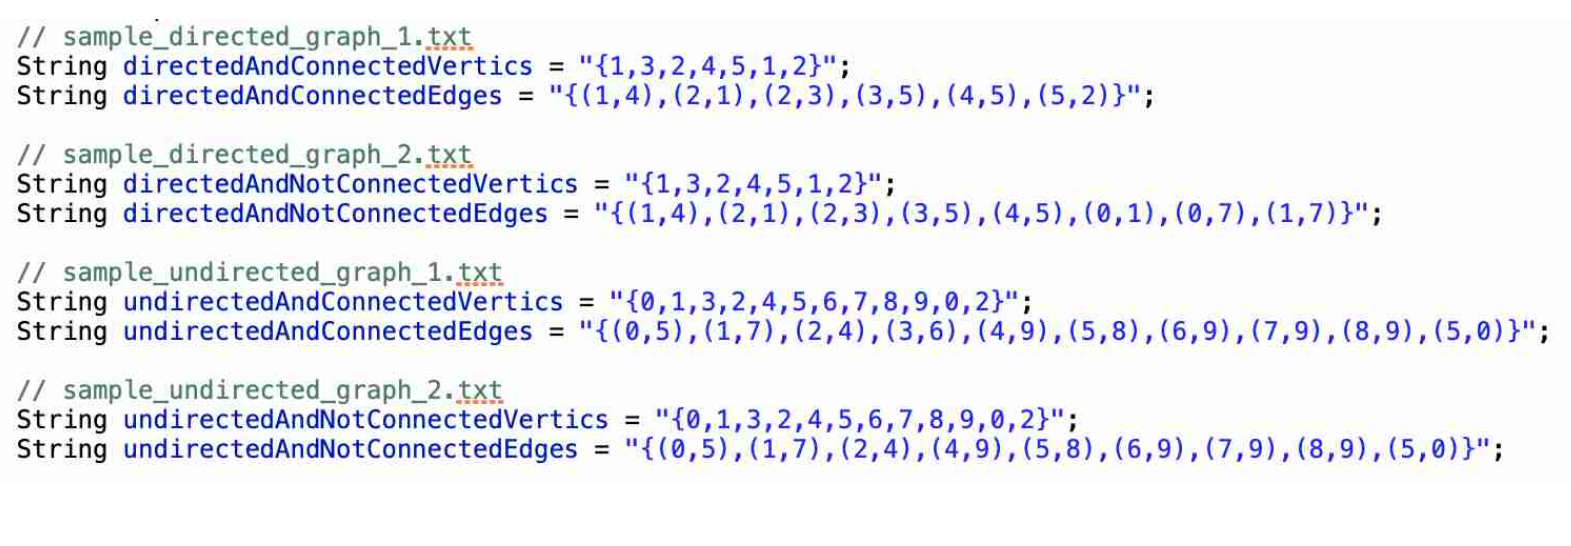 // sample_directed_graph_1.txt
String directedAndConnectedVertics = "{1,3,2,4,5,1,2}";
String directedAndConnectedEdges = "{(1,4),(2,1),(2,3),(3,5),(4,5),(5,2)}";
// sample_directed_graph_2.txt
String directedAndNotConnectedVertics = "{1,3,2,4,5,1,2}";
String directedAndNotConnectedEdges = "{(1,4),(2,1),(2,3),(3,5),(4,5),(0,1),(0,7),(1,7)}";
// sample_undirected_graph_1.txt
String undirectedAndConnectedVertics = "{0,1,3,2,4,5,6,7,8,9,0,2}";
String undirectedAndConnectedEdges = "{(0,5),(1,7),(2,4),(3,6),(4,9),(5,8),(6,9),(7,9),(8,9),(5,0)}";
// sample_undirected_graph_2.txt
String undirectedAndNotConnectedVertics = "{0,1,3,2,4,5,6,7,8,9,0,2}";
String undirectedAndNotConnectedEdges = "{(0,5),(1,7),(2,4),(4,9),(5,8),(6,9),(7,9),(8,9),(5,0)}";